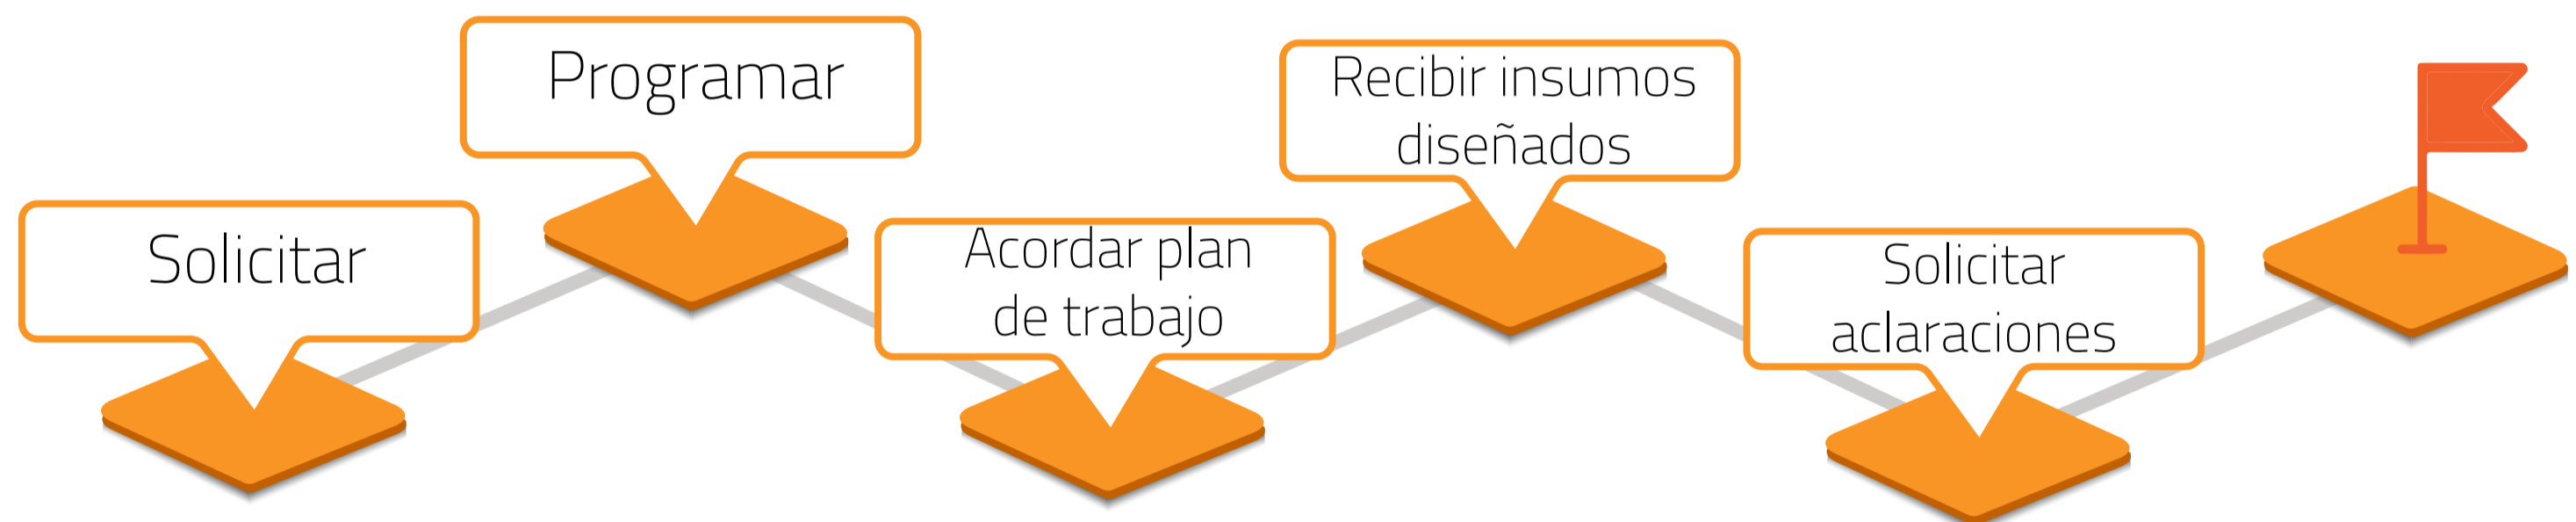 Solicitar
Programar
Acordar plan
de trabajo
Recibir insumos
diseñados
Solicitar
aclaraciones